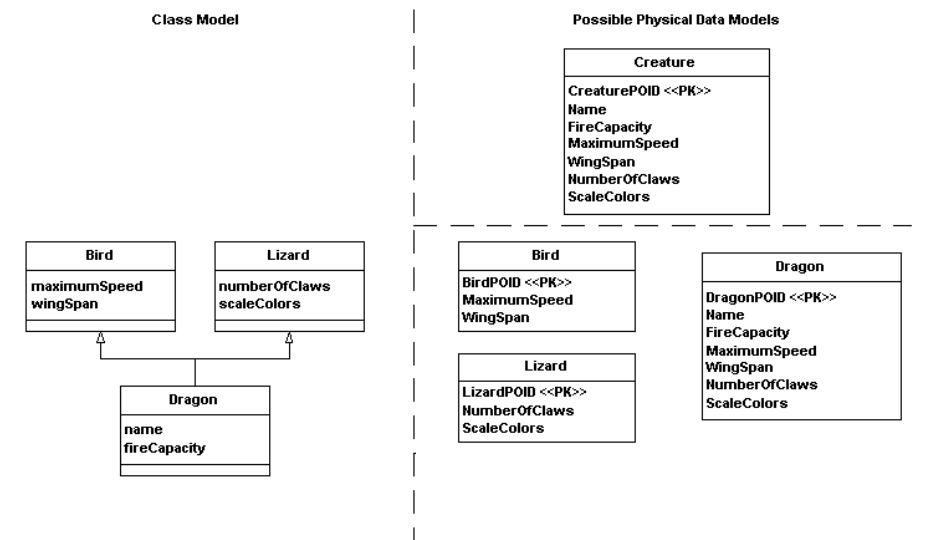 Class Model
Possible Physical Data Models
Creature
CreaturePOID <<PK>>
Name
FireCapacity
MaximumSpeed
WingSpan
NumberOfClaws
ScaleColors
Bird
maximumSpeed
wingSpan
Lizard
numberOfClaws
scaleColors
Dragon
name
fireCapacity
Bird
BirdPOID <<PK>>
MaximumSpeed
WingSpan
Lizard
LizardPOID <<PK>>
NumberOfClaws
ScaleColors
Dragon
DragonPOID <<PK>>
Name
FireCapacity
MaximumSpeed
WingSpan
NumberOfClaws
ScaleColors